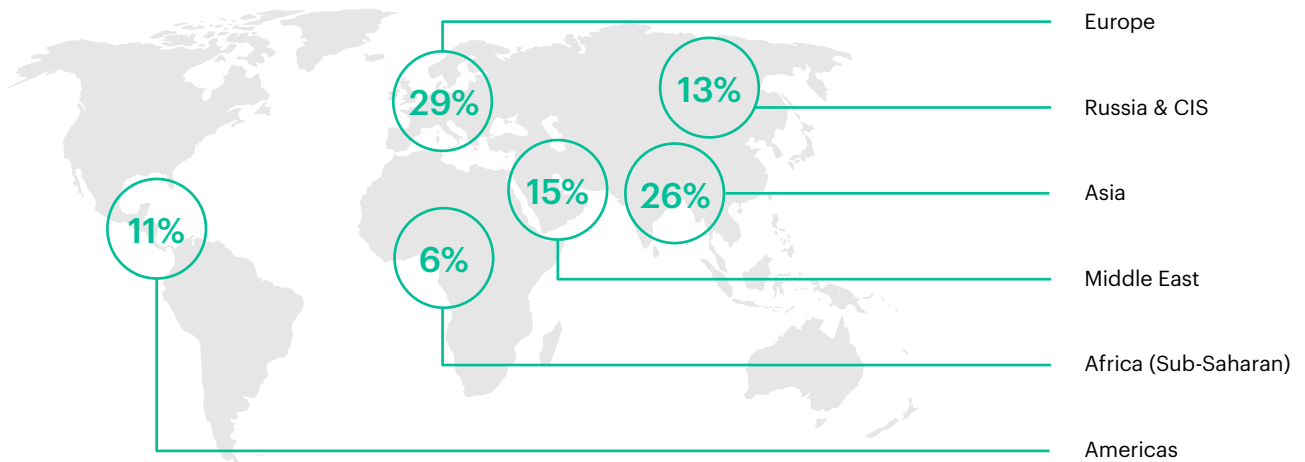 Europe
29%
13%
Russia & CIS
15%
26%
Asia
11%
6%
Middle East
Africa (Sub-Saharan)
Americas